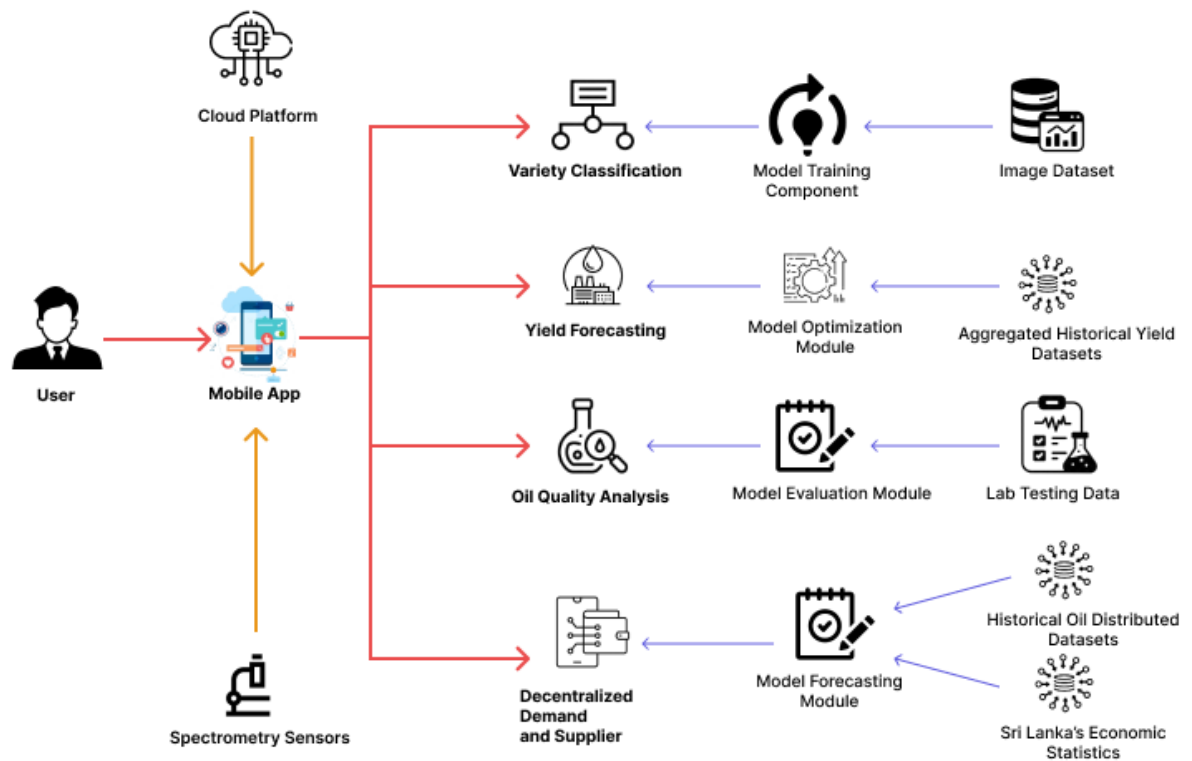 Cloud Platform
Variety Classification
Model Training
Component
Image Dataset
User
Mobile App
Yield Forecasting
Model Optimization
Module
Aggregated Historical Yield
Datasets
Oil Quality Analysis
Model Evaluation Module
Lab Testing Data
Spectrometry Sensors
Decentralized
Demand
and Supplier
Model Forecasting
Module
Historical Oil Distributed
Datasets
Sri Lanka's Economic
Statistics